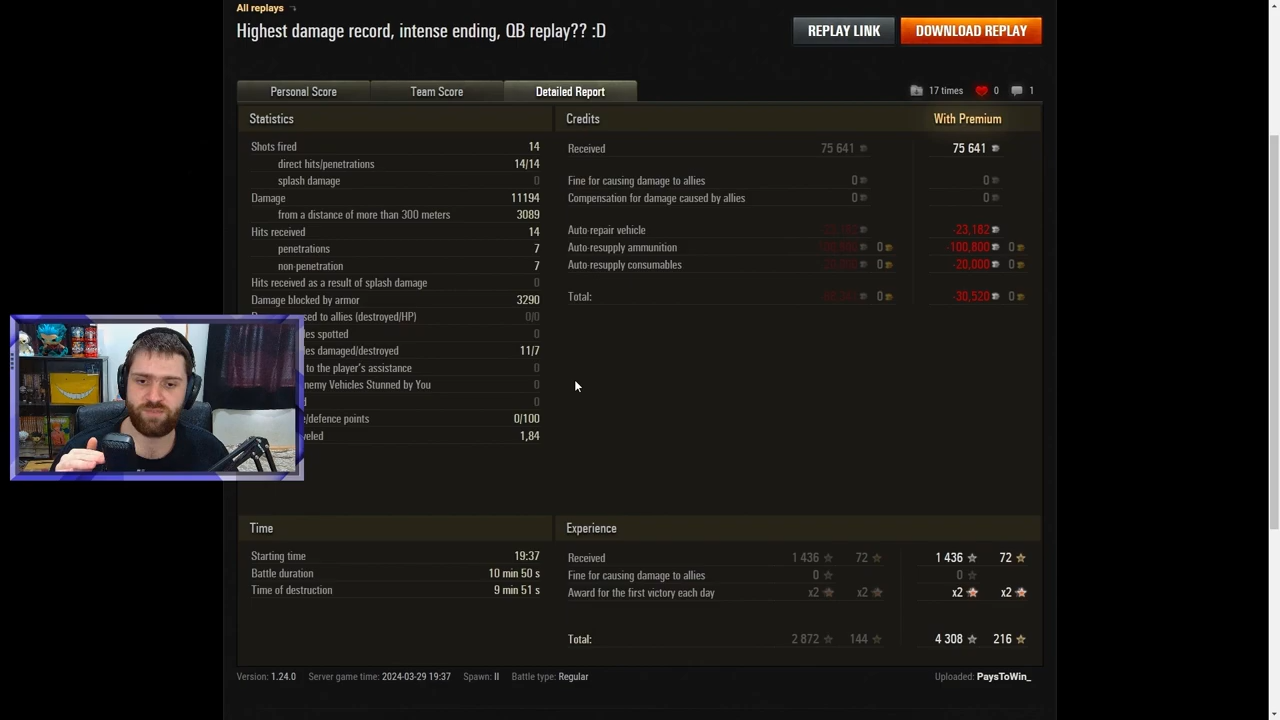 All replays
Highest damage record, intense ending, QB replay?? :D
REPLAY LINK
DOWNLOAD REPLAY
Personal Score
Team Score
Detailed Report
17 times 0 1
Statistics
Shots fired 14
direct hits/penetrations 14/14
splash damage 0
Damage 11194
from a distance of more than 300 meters 3089
Hits received 14
penetrations 7
non-penetration 7
Hits received as a result of splash damage 0
Damage blocked by armor 3290
sed to allies (destroyed/HP) 0/0
les spotted 0
les damaged/destroyed 11/7
to the player's assistance 0
nemy Vehicles Stunned by You 0
0
/defence points 0/100
veled 1,84
Credits
With Premium
Received 75 641 75 641
Fine for causing damage to allies 0 0
Compensation for damage caused by allies 0 0
Auto-repair vehicle -23,182
Auto-resupply ammunition 0 -100,800 0
Auto-resupply consumables 0 -20,000 0
Total: 0 -30,520 0
Time
Starting time 19:37
Battle duration 10 min 50 s
Time of destruction 9 min 51 s
Experience
Received 1 436 72 1 436 72
Fine for causing damage to allies 0 0
Award for the first victory each day x2 x2 x2 x2
Total: 2 872 144 4 308 216
Version: 1.24.0 Server game time: 2024-03-29 19:37 Spawn: II Battle type: Regular Uploaded: PaysToWin_